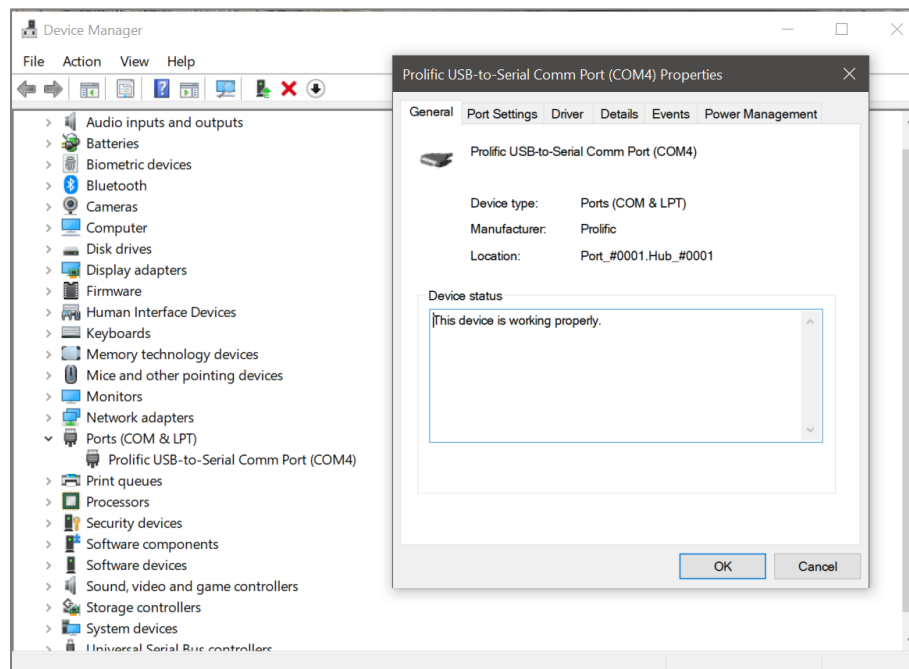 Device Manager
File Action View Help
Audio inputs and outputs
Batteries
Biometric devices
Bluetooth
Cameras
Computer
Disk drives
Display adapters
Firmware
Human Interface Devices
Keyboards
Memory technology devices
Mice and other pointing devices
Monitors
Network adapters
Ports (COM & LPT)
Prolific USB-to-Serial Comm Port (COM4)
Print queues
Processors
Security devices
Software components
Software devices
Sound, video and game controllers
Storage controllers
System devices
Universal Serial Bus controllers
Prolific USB-to-Serial Comm Port (COM4) Properties
General Port Settings Driver Details Events Power Management
Prolific USB-to-Serial Comm Port (COM4)
Device type: Ports (COM & LPT)
Manufacturer: Prolific
Location: Port_#0001.Hub_#0001
Device status
This device is working properly.
OK Cancel